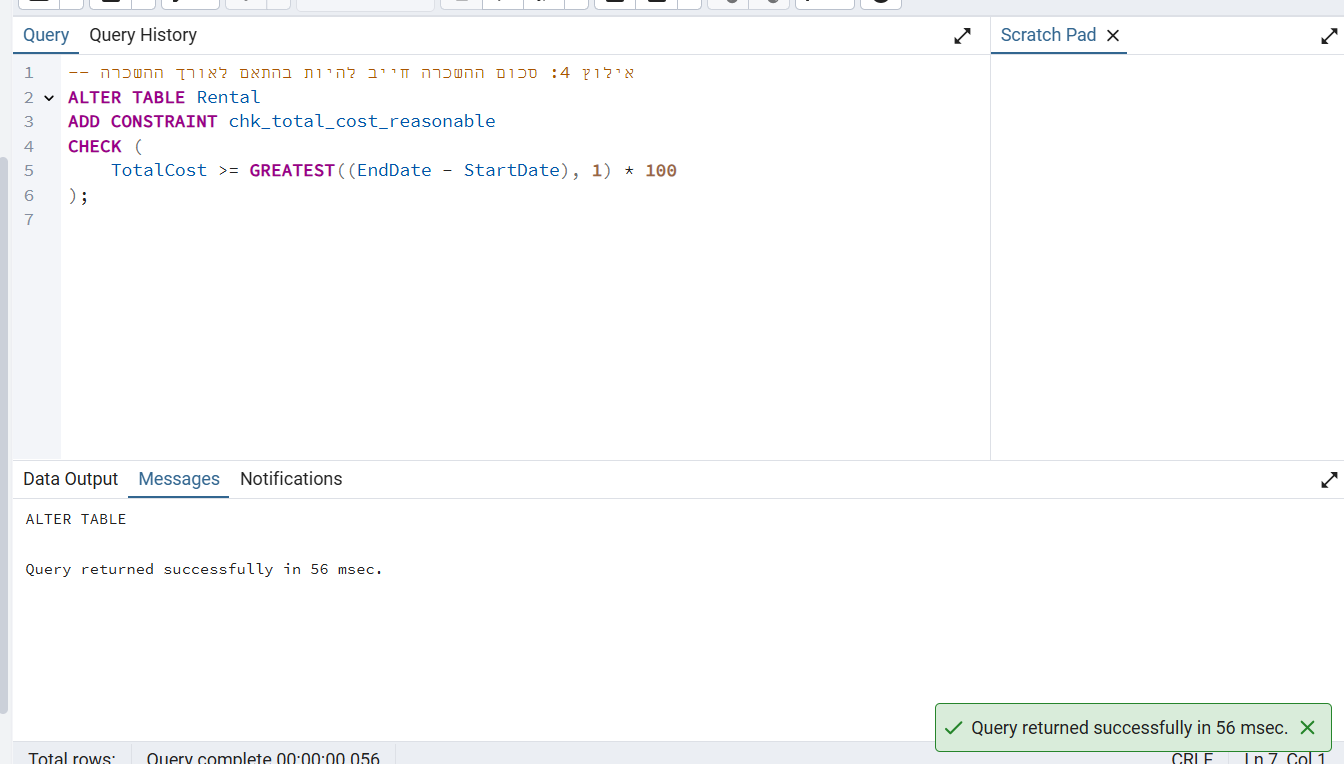 Query Query History Scratch Pad
1 -- אילוץ 4: סכום ההשכרה חייב להיות בהתאם לאורך ההשכרה
2 ALTER TABLE Rental
3 ADD CONSTRAINT chk_total_cost_reasonable
4 CHECK (
5 TotalCost >= GREATEST((EndDate - StartDate), 1) * 100
6 );
7
Data Output Messages Notifications
ALTER TABLE
Query returned successfully in 56 msec.
Query returned successfully in 56 msec.
Total rows: Query complete 00:00:00.056 CRLF Ln 7, Col 1